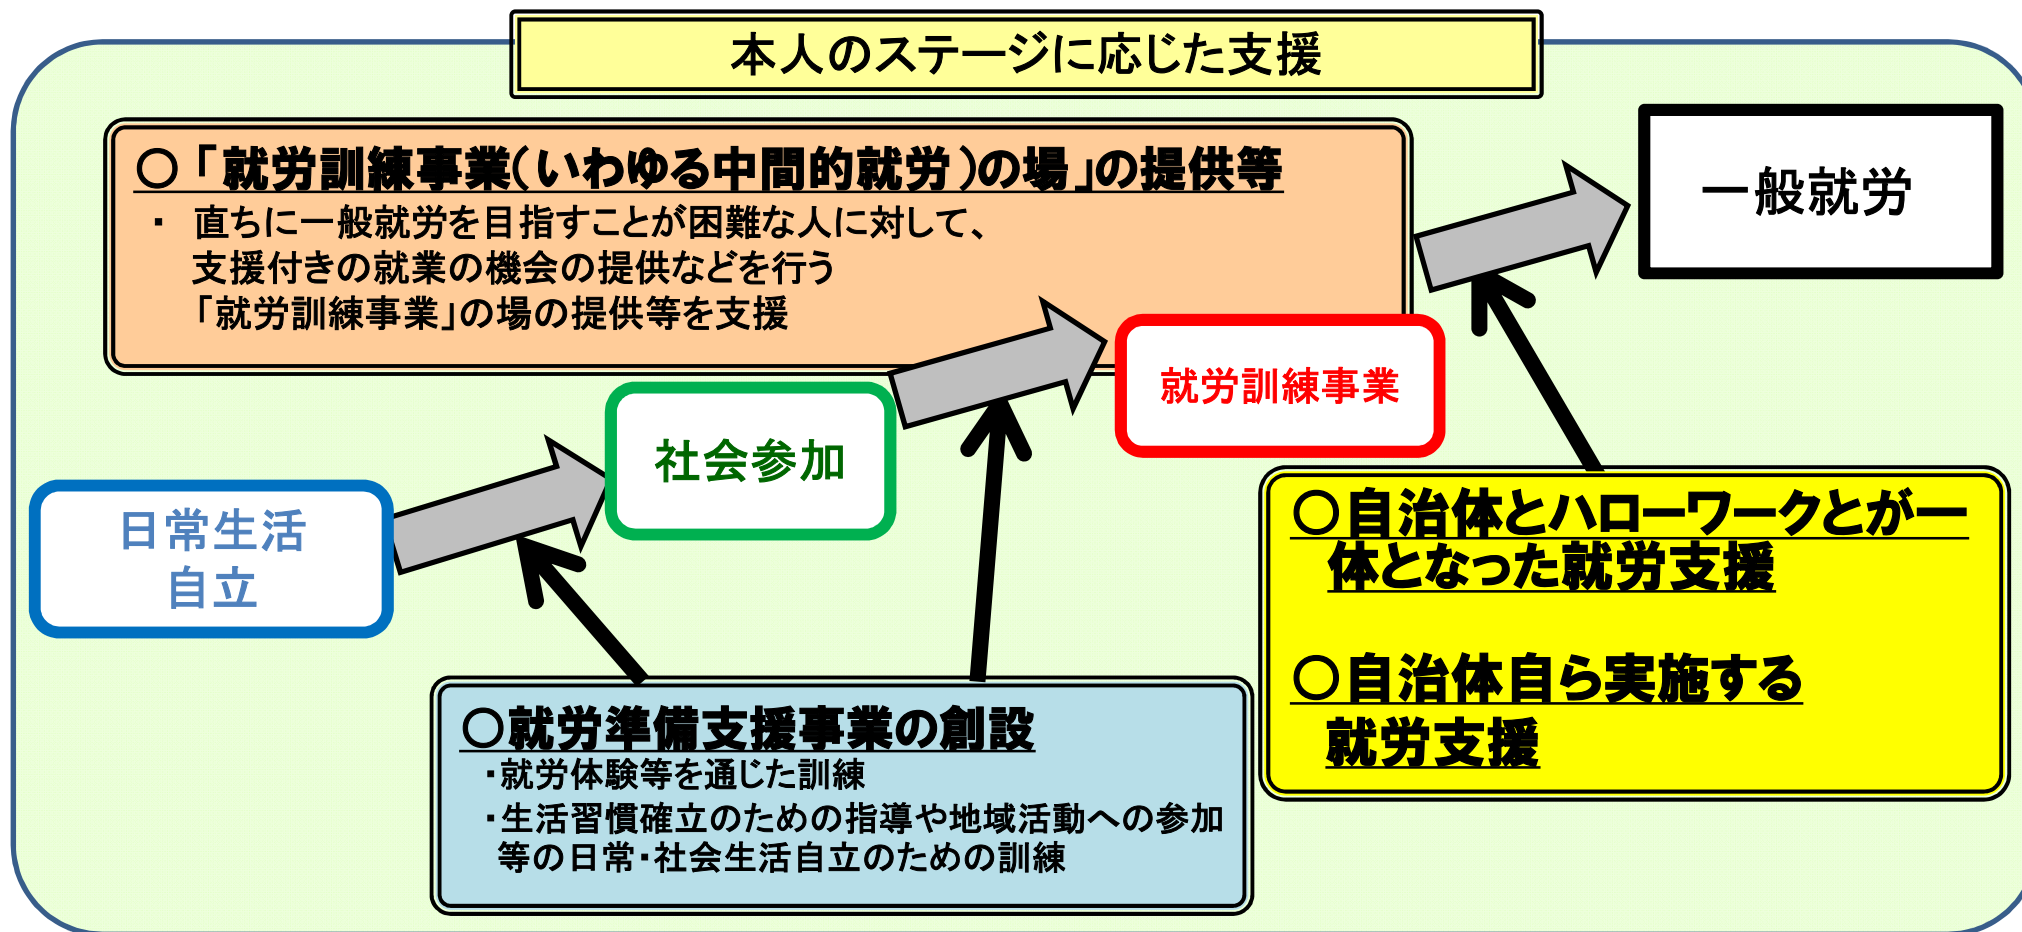 本人のステージに応じた支援
○「就労訓練事業(いわゆる中間的就労)の場」の提供等
・ 直ちに一般就労を目指すことが困難な人に対して、
支援付きの就業の機会の提供などを行う
「就労訓練事業」の場の提供等を支援
一般就労
就労訓練事業
社会参加
日常生活
自立
○自治体とハローワークとが一
体となった就労支援
○自治体自ら実施する
就労支援
○就労準備支援事業の創設
・就労体験等を通じた訓練
・生活習慣確立のための指導や地域活動への参加
等の日常・社会生活自立のための訓練